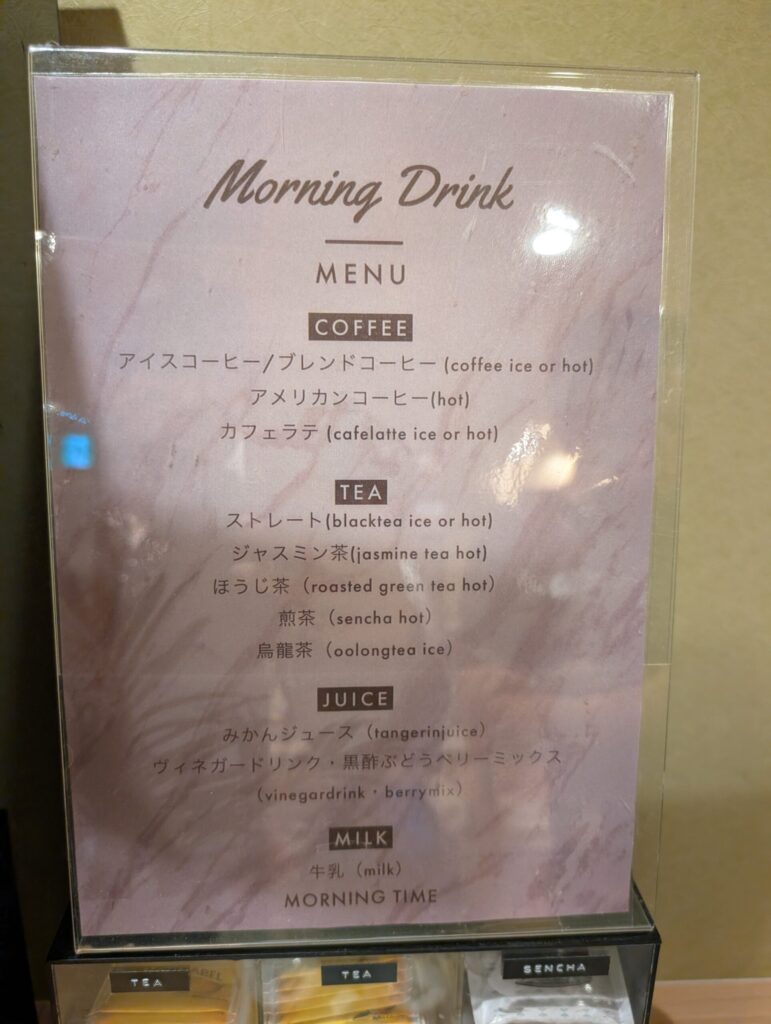 Morning Drink
MENU
COFFEE
アイスコーヒー/ブレンドコーヒー (coffee ice or hot)
アメリカンコーヒー(hot)
カフェラテ (cafelatte ice or hot)
TEA
ストレート(blacktea ice or hot)
ジャスミン茶(jasmine tea hot)
ほうじ茶（roasted green tea hot）
煎茶（sencha hot）
烏龍茶（oolongtea ice）
JUICE
みかんジュース（tangerinjuice）
ヴィネガードリンク・黒酢ぶどうベリーミックス
（vinegardrink・berrymix）
MILK
牛乳（milk）
MORNING TIME
TEA
TEA
SENCHA